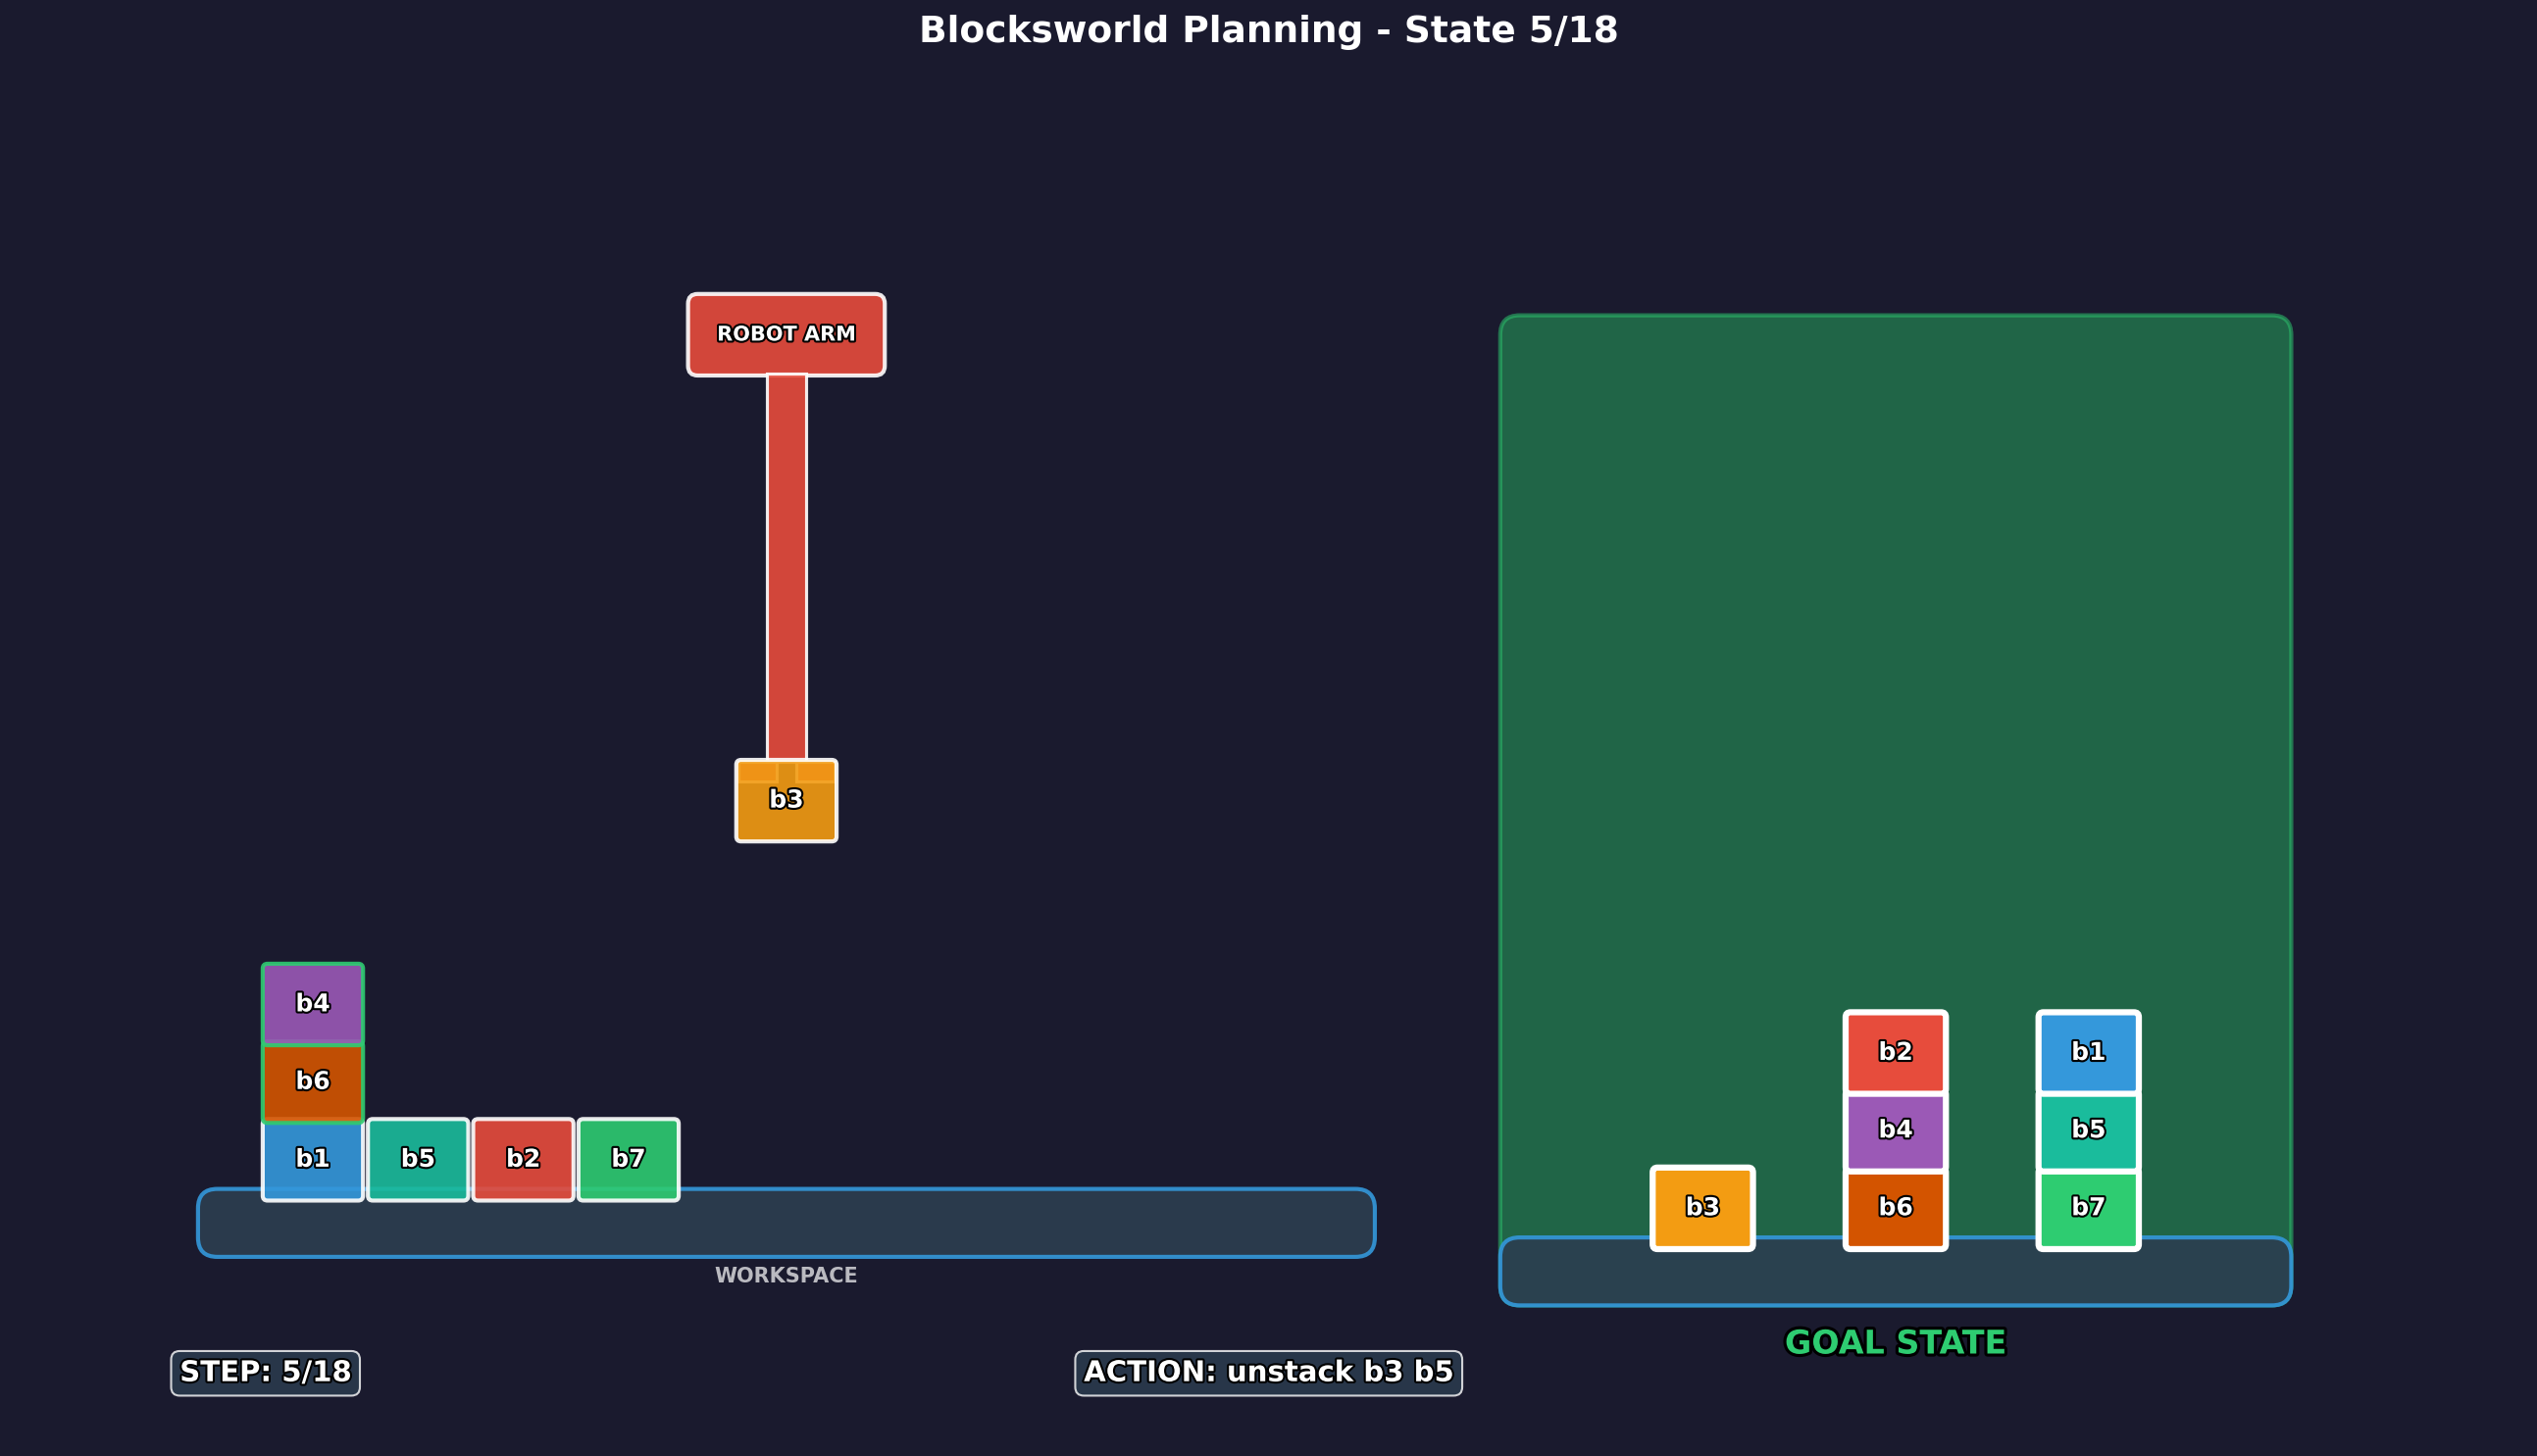 Blocksworld Planning - State 5/18
ROBOT ARM
b3
b4
b6
b1 b5 b2 b7
WORKSPACE
b2 b1
b4 b5
b3 b6 b7
GOAL STATE
STEP: 5/18
ACTION: unstack b3 b5